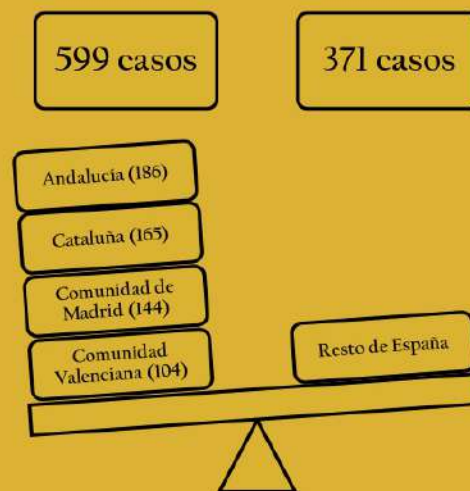 599 casos
371 casos
Andalucía (186)
Cataluña (165)
Comunidad de
Madrid (144)
Comunidad
Valenciana (104)
Resto de España